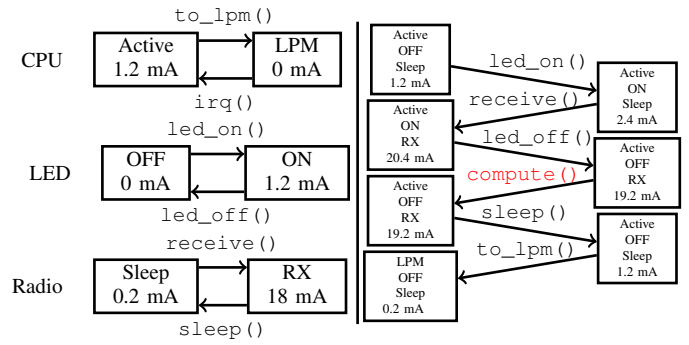 to_lpm()
CPU
Active
1.2 mA
LPM
0 mA
irq()
led_on()
LED
OFF
0 mA
ON
1.2 mA
led_off()
receive()
Radio
Sleep
0.2 mA
RX
18 mA
sleep()
Active
OFF
Sleep
1.2 mA
led_on()
Active
ON
Sleep
2.4 mA
receive()
Active
ON
RX
20.4 mA
led_off()
Active
OFF
RX
19.2 mA
compute()
Active
OFF
RX
19.2 mA
sleep()
Active
OFF
Sleep
1.2 mA
to_lpm()
LPM
OFF
Sleep
0.2 mA